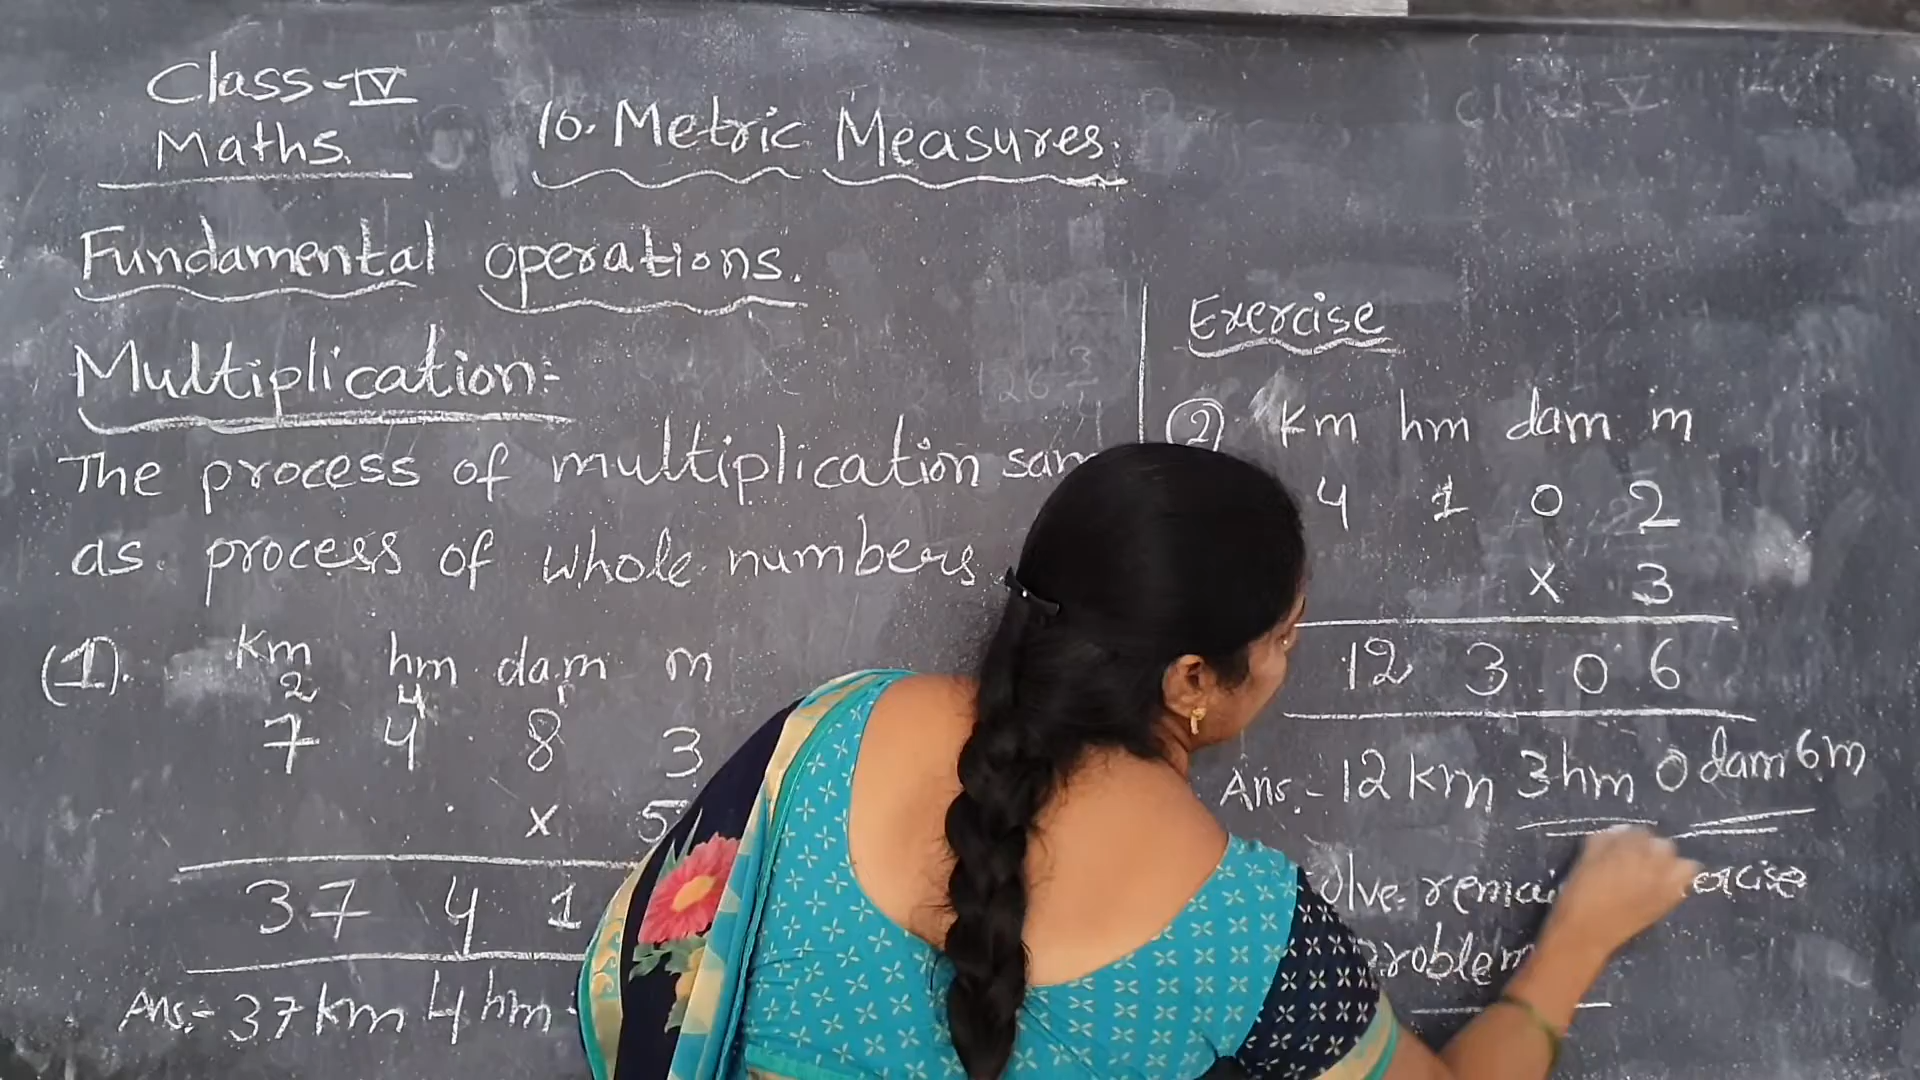 Class-IV
Maths.
10. Metric Measures.
Fundamental operations.
Multiplication:-
The process of multiplication
as process of whole numbers
(1). Km hm dam m
2 4 1
7 4 8 3
x 5
37 4 1
Ans:- 37 km 4 hm
Exercise
(2) Km hm dam m
4 1 0 2
x 3
12 3 0 6
Ans:- 12 km 3 hm 0 dam 6 m